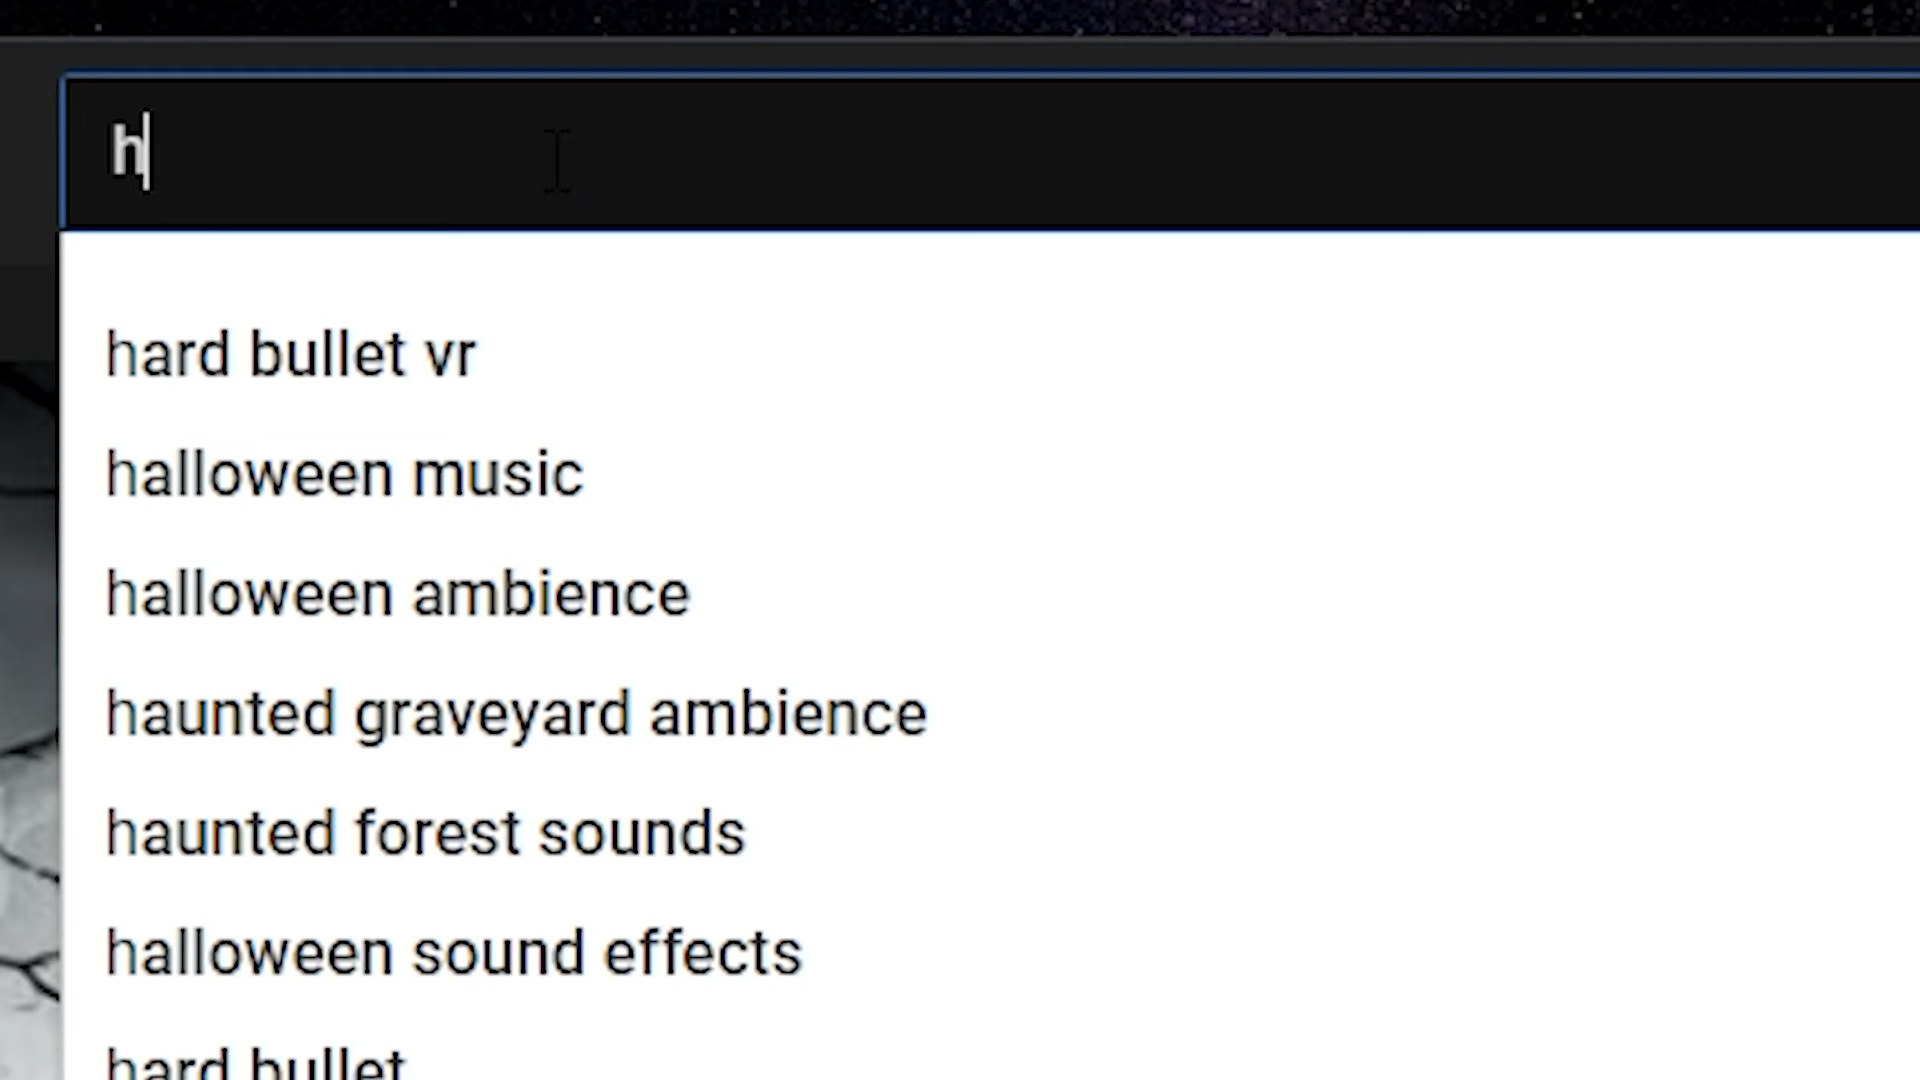 h
hard bullet vr
halloween music
halloween ambience
haunted graveyard ambience
haunted forest sounds
halloween sound effects
hard bullet